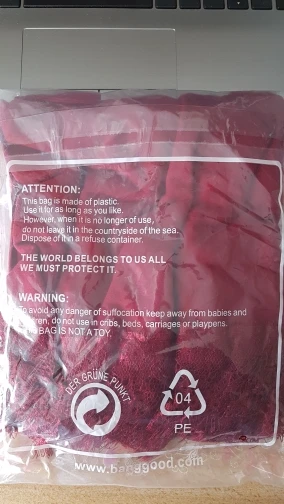 ATTENTION:
This bag is made of plastic.
Use it for as long as you like.
However, when it is no longer of use,
do not leave it in the countryside of the sea.
Dispose of it in a refuse container.
THE WORLD BELONGS TO US ALL
WE MUST PROTECT IT.
WARNING:
To avoid any danger of suffocation keep away from babies and
children, do not use in cribs, beds, carriages or playpens.
BAG IS NOT A TOY.
DER GRÜNE PUNKT
04
PE
www.banggood.com